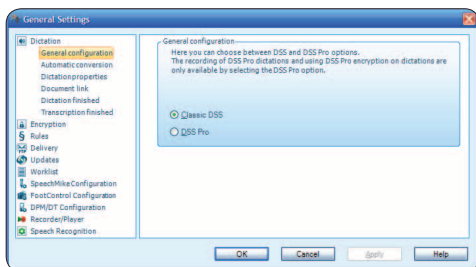 General Settings
Dictation
General configuration
Automatic conversion
Dictation properties
Document link
Dictation finished
Transcription finished
Encryption
Rules
Delivery
Updates
Worklist
SpeechMike Configuration
FootControl Configuration
DPM/DT Configuration
Recorder/Player
Speech Recognition
General configuration
Here you can choose between DSS and DSS Pro options.
The recording of DSS Pro dictations and using DSS Pro encryption on dictations are
only available by selecting the DSS Pro option.
Classic DSS
DSS Pro
OK
Cancel
Apply
Help